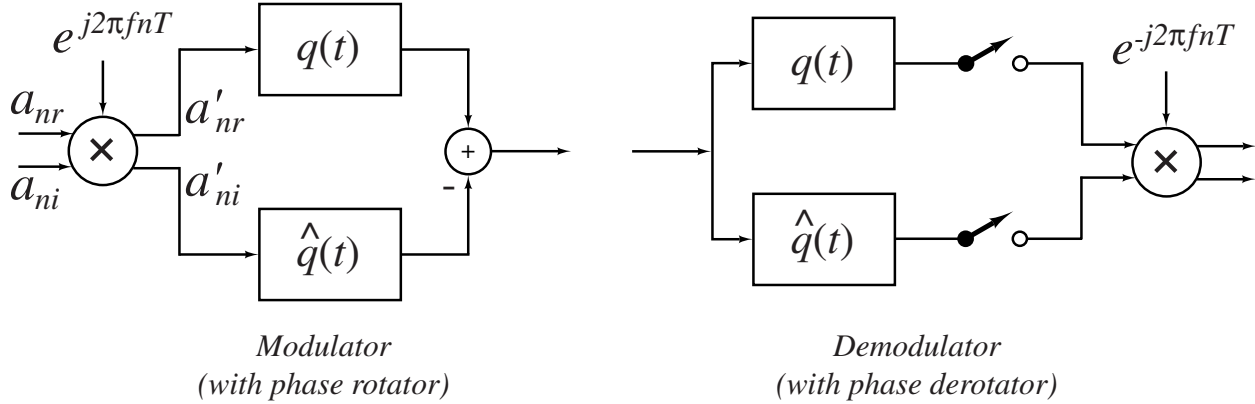 e^{j2πfnT}
a_{nr}
a_{ni}
×
a'_{nr}
a'_{ni}
q(t)
q̂(t)
+
-
Modulator
(with phase rotator)
q(t)
q̂(t)
e^{-j2πfnT}
×
Demodulator
(with phase derotator)